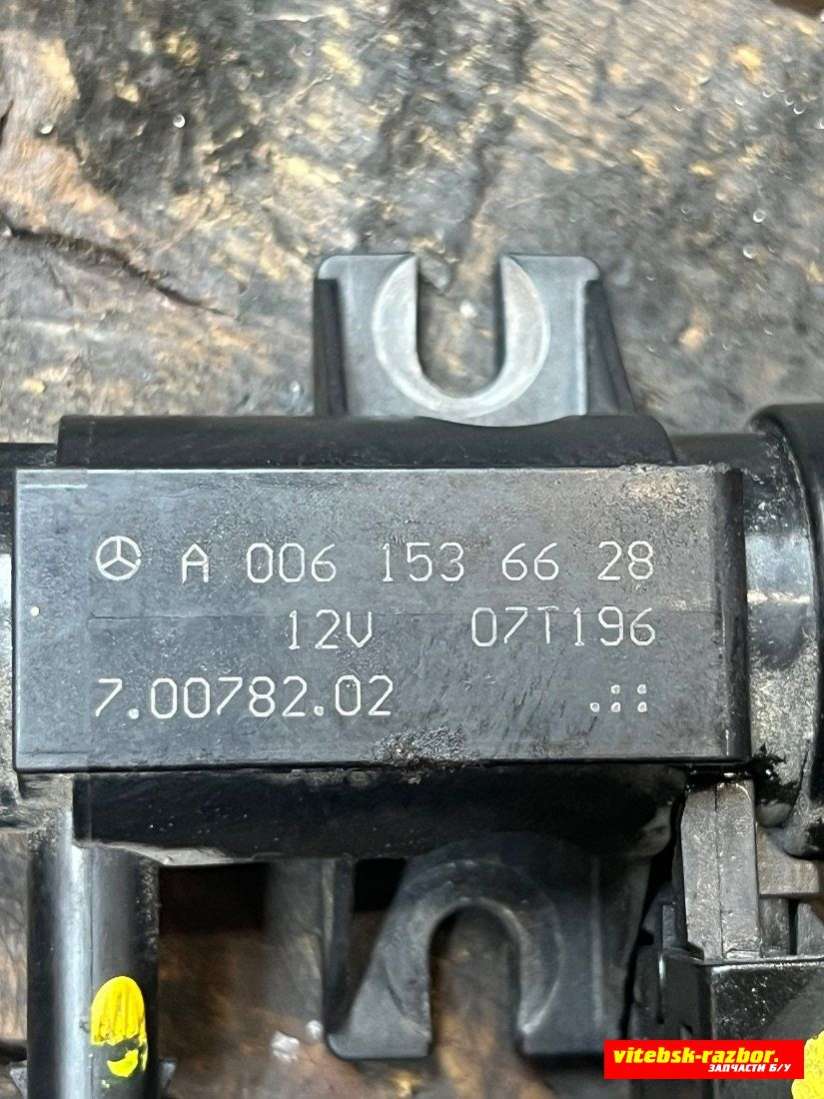 A 006 153 66 28
12V 07T196
7.00782.02
vitebsk-razbor.
ЗАПЧАСТИ Б/У